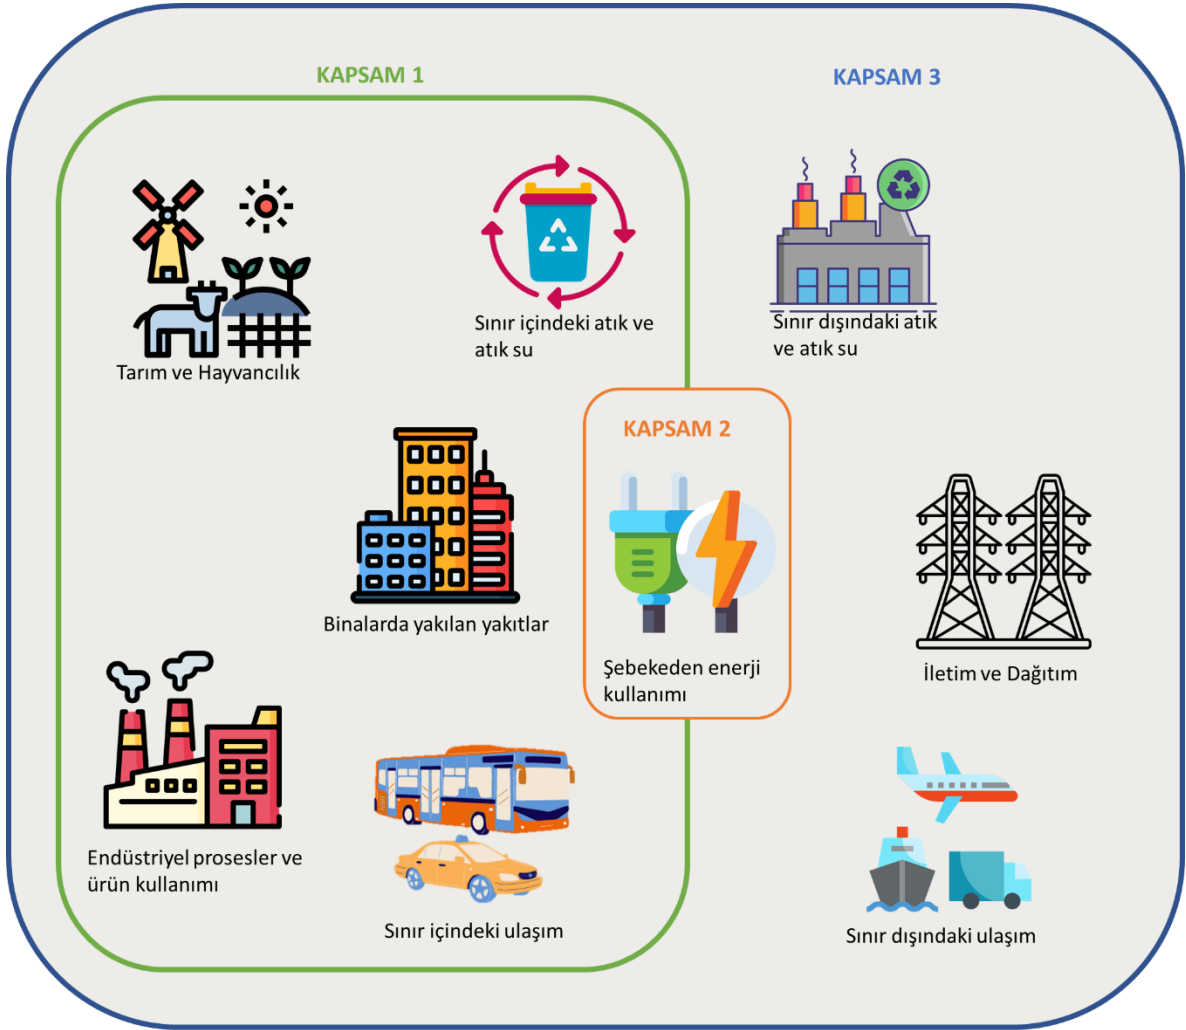 KAPSAM 1
KAPSAM 3
Tarım ve Hayvancılık
Sınır içindeki atık ve
atık su
Sınır dışındaki atık
ve atık su
KAPSAM 2
Binalarda yakılan yakıtlar
Şebekeden enerji
kullanımı
İletim ve Dağıtım
Endüstriyel prosesler ve
ürün kullanımı
Sınır içindeki ulaşım
Sınır dışındaki ulaşım